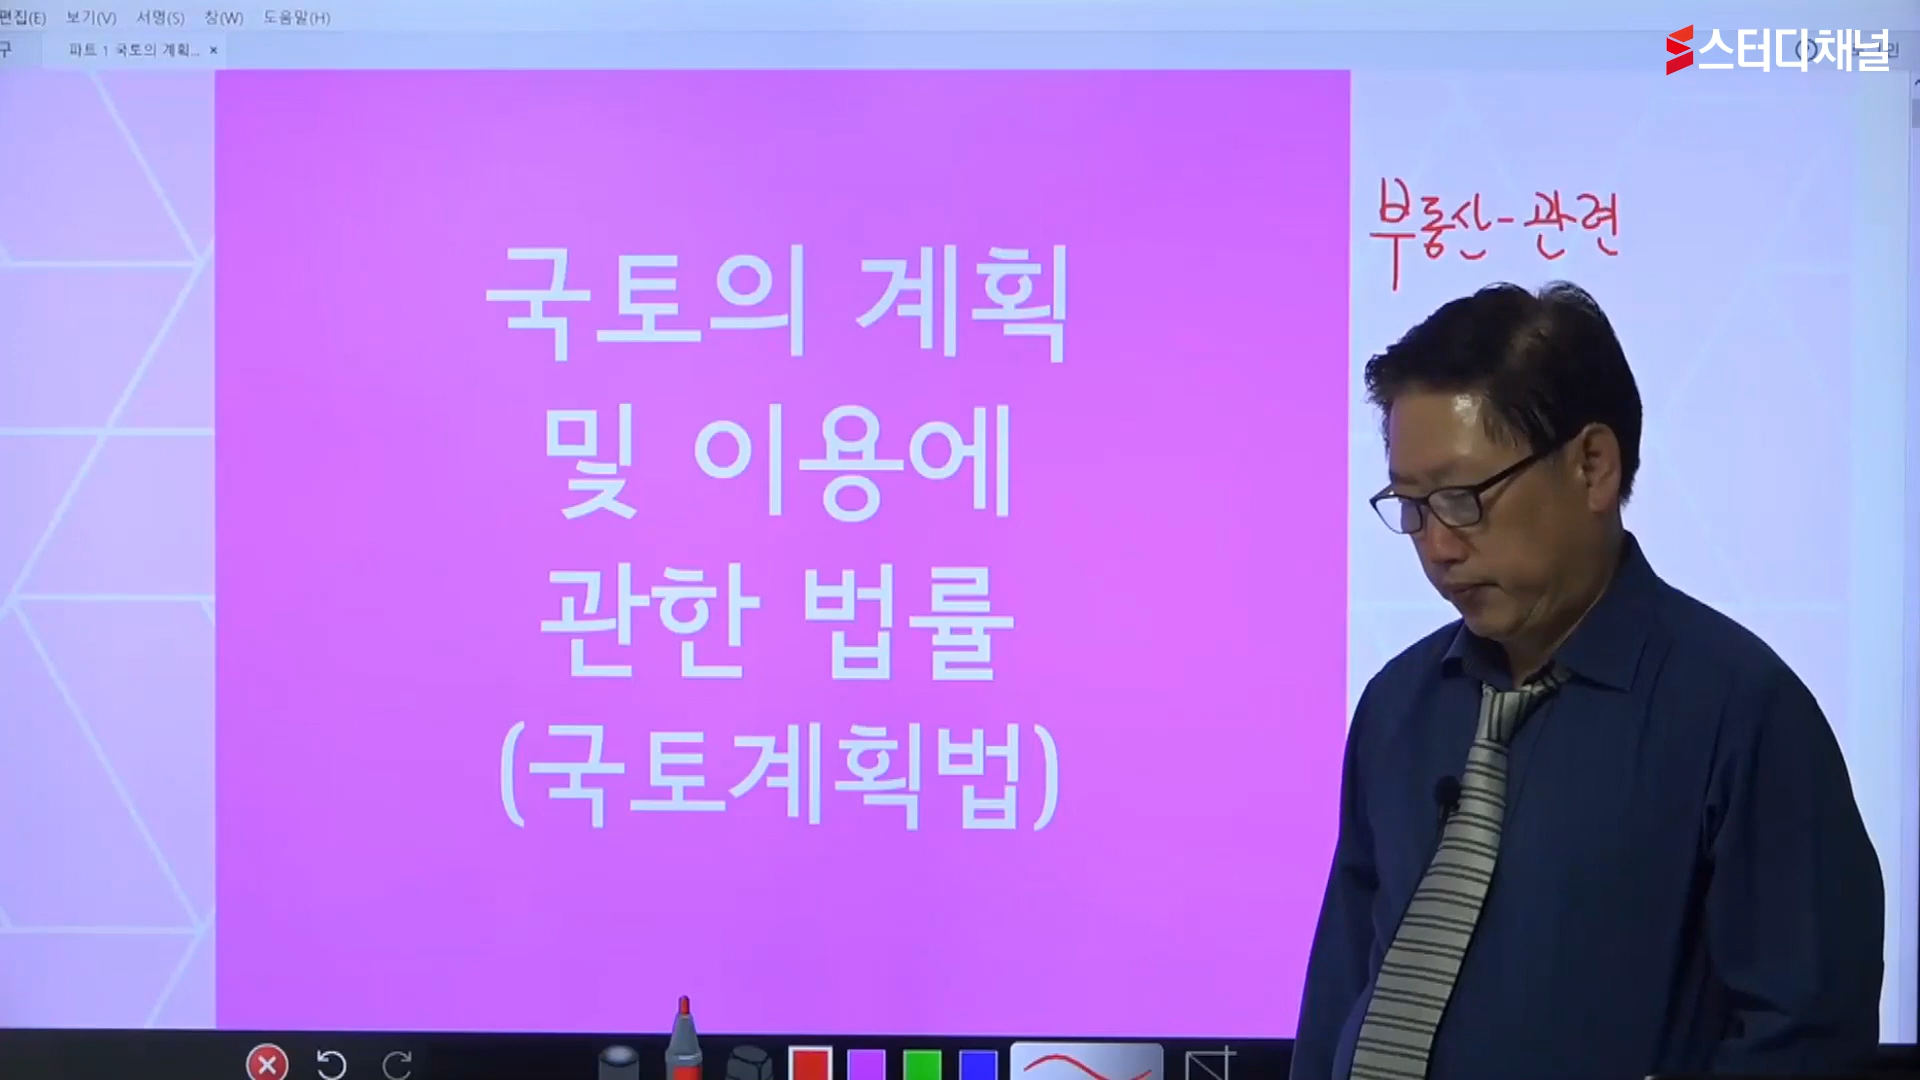 편집(E) 보기(V) 서명(S) 창(W) 도움말(H)
스터디채널
구 파트 1 국토의 계획... ×
부동산-관련
국토의 계획
및 이용에
관한 법률
(국토계획법)